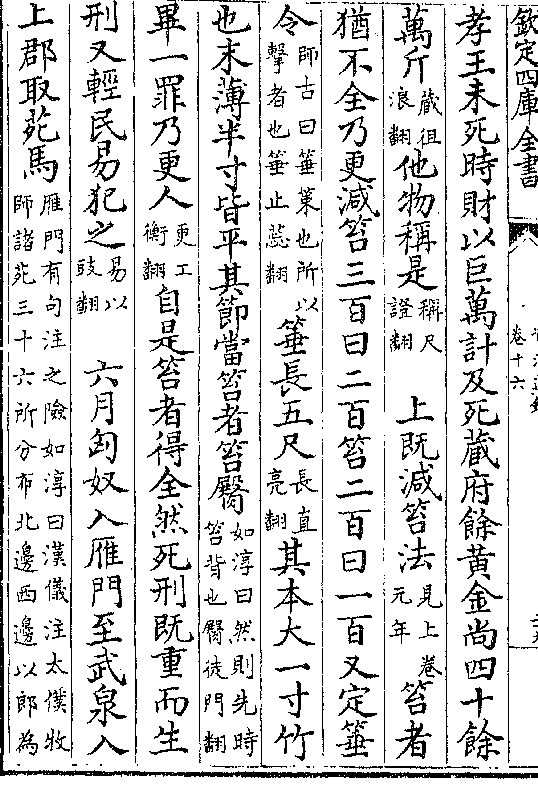 欽定四庫全書 卷十六
孝王未死時財以巨萬計及死藏府餘黃金尚四十餘
萬斤藏徂浪翻他物稱是稱尺證翻 上既減笞法見上卷元年笞者
猶不全乃更減笞三百曰二百笞二百曰一百又定箠
令師古曰箠策也所以擊者也箠止蘂翻箠長五尺長直亮翻其本大一寸竹
也末薄半寸皆平其節當笞者笞臀如淳曰然則先時笞背也臀徒門翻
畢一罪乃更人更工衡翻自是笞者得全然死刑既重而生
刑又輕民易犯之易以豉翻 六月匈奴入雁門至武泉入
上郡取苑馬雁門有句注之險如淳曰漢儀注太僕牧師諸苑三十六所分布北邊西邊以郎為